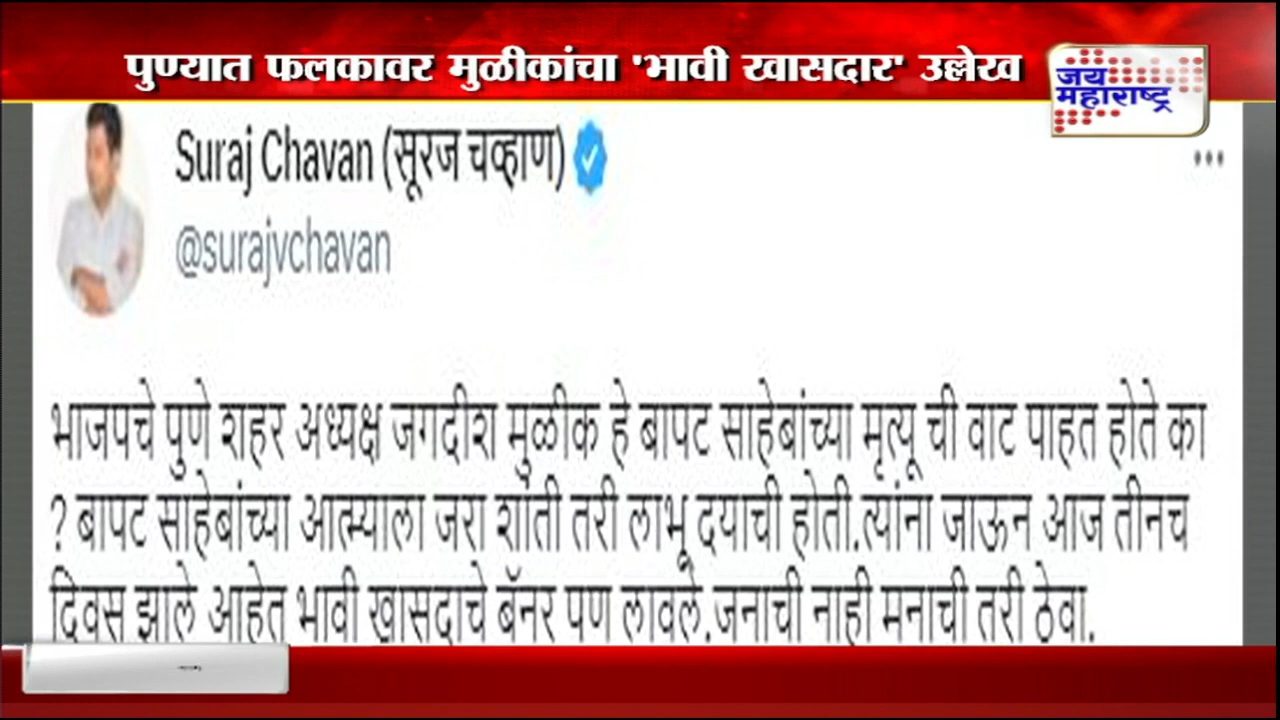 पुण्यात फलकावर मुळीकांचा 'भावी खासदार' उल्लेख
जय
महाराष्ट्र
Suraj Chavan (सूरज चव्हाण)
@surajvchavan
भाजपचे पुणे शहर अध्यक्ष जगदीश मुळीक हे बापट साहेबांच्या मृत्यू ची वाट पाहत होते का
? बापट साहेबांच्या आत्म्याला जरा शांती तरी लाभू दयाची होती.त्यांना जाऊन आज तीनच
दिवस झाले आहेत भावी खासदाचे बॅनर पण लावले.जनाची नाही मनाची तरी ठेवा.